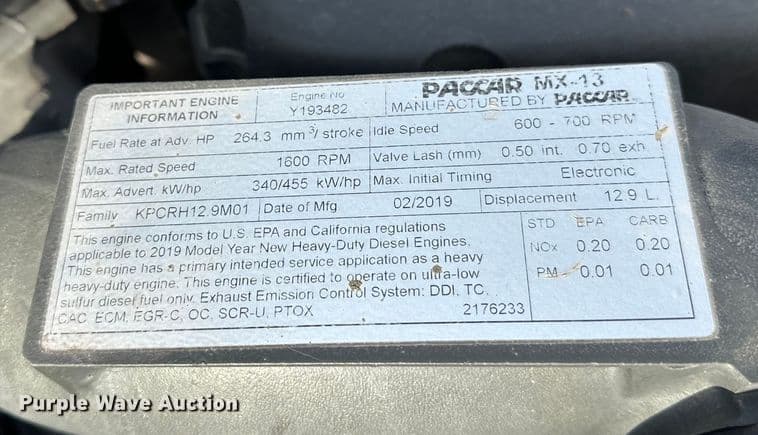 IMPORTANT ENGINE INFORMATION
Engine No Y193482
PACCAR MX-13
MANUFACTURED BY PACCAR
Fuel Rate at Adv. HP 264.3 mm3/ stroke Idle Speed 600 - 700 RPM
Max. Rated Speed 1600 RPM Valve Lash (mm) 0.50 int. 0.70 exh
Max. Advert. kW/hp 340/455 kW/hp Max. Initial Timing Electronic
Family KPCRH12.9M01 Date of Mfg 02/2019 Displacement 12.9 L.
This engine conforms to U.S. EPA and California regulations
applicable to 2019 Model Year New Heavy-Duty Diesel Engines.
This engine has a primary intended service application as a heavy
heavy-duty engine. This engine is certified to operate on ultra-low
sulfur diesel fuel only. Exhaust Emission Control System: DDI, TC,
CAC, ECM, EGR-C, OC, SCR-U, PTOX 2176233
STD EPA CARB
NOx 0.20 0.20
PM 0.01 0.01
Purple Wave Auction